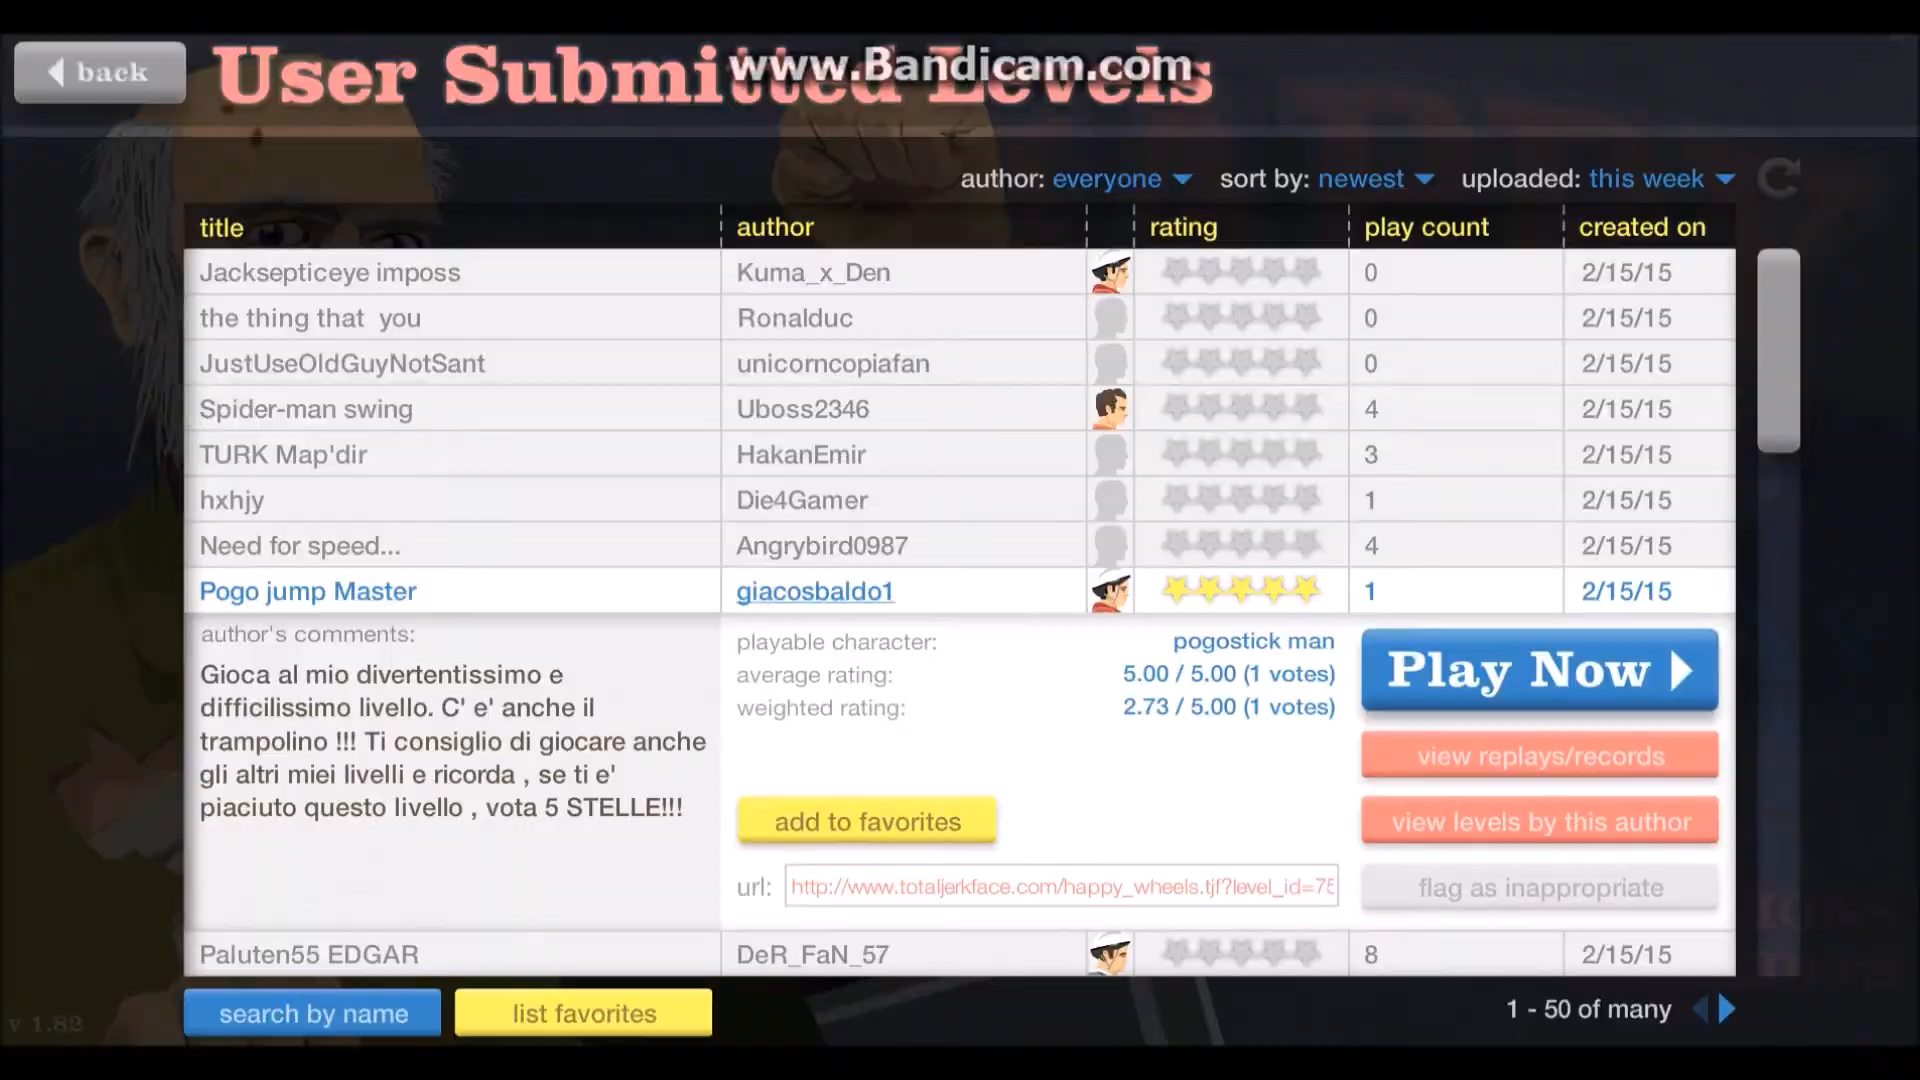 back
User Submitted Levels
www.Bandicam.com
author: everyone sort by: newest uploaded: this week
title author rating play count created on
Jacksepticeye imposs Kuma_x_Den 0 2/15/15
the thing that  you Ronalduc 0 2/15/15
JustUseOldGuyNotSant unicorncopiafan 0 2/15/15
Spider-man swing Uboss2346 4 2/15/15
TURK Map'dir HakanEmir 3 2/15/15
hxhjy Die4Gamer 1 2/15/15
Need for speed... Angrybird0987 4 2/15/15
Pogo jump Master giacosbaldo1 1 2/15/15
author's comments:
Gioca al mio divertentissimo e
difficilissimo livello. C' e' anche il
trampolino !!! Ti consiglio di giocare anche
gli altri miei livelli e ricorda , se ti e'
piaciuto questo livello , vota 5 STELLE!!!
playable character: pogostick man
average rating: 5.00 / 5.00 (1 votes)
weighted rating: 2.73 / 5.00 (1 votes)
add to favorites
url: http://www.totaljerkface.com/happy_wheels.tjf?level_id=75
Play Now
view replays/records
view levels by this author
flag as inappropriate
Paluten55 EDGAR DeR_FaN_57 8 2/15/15
search by name list favorites 1 - 50 of many
v 1.82